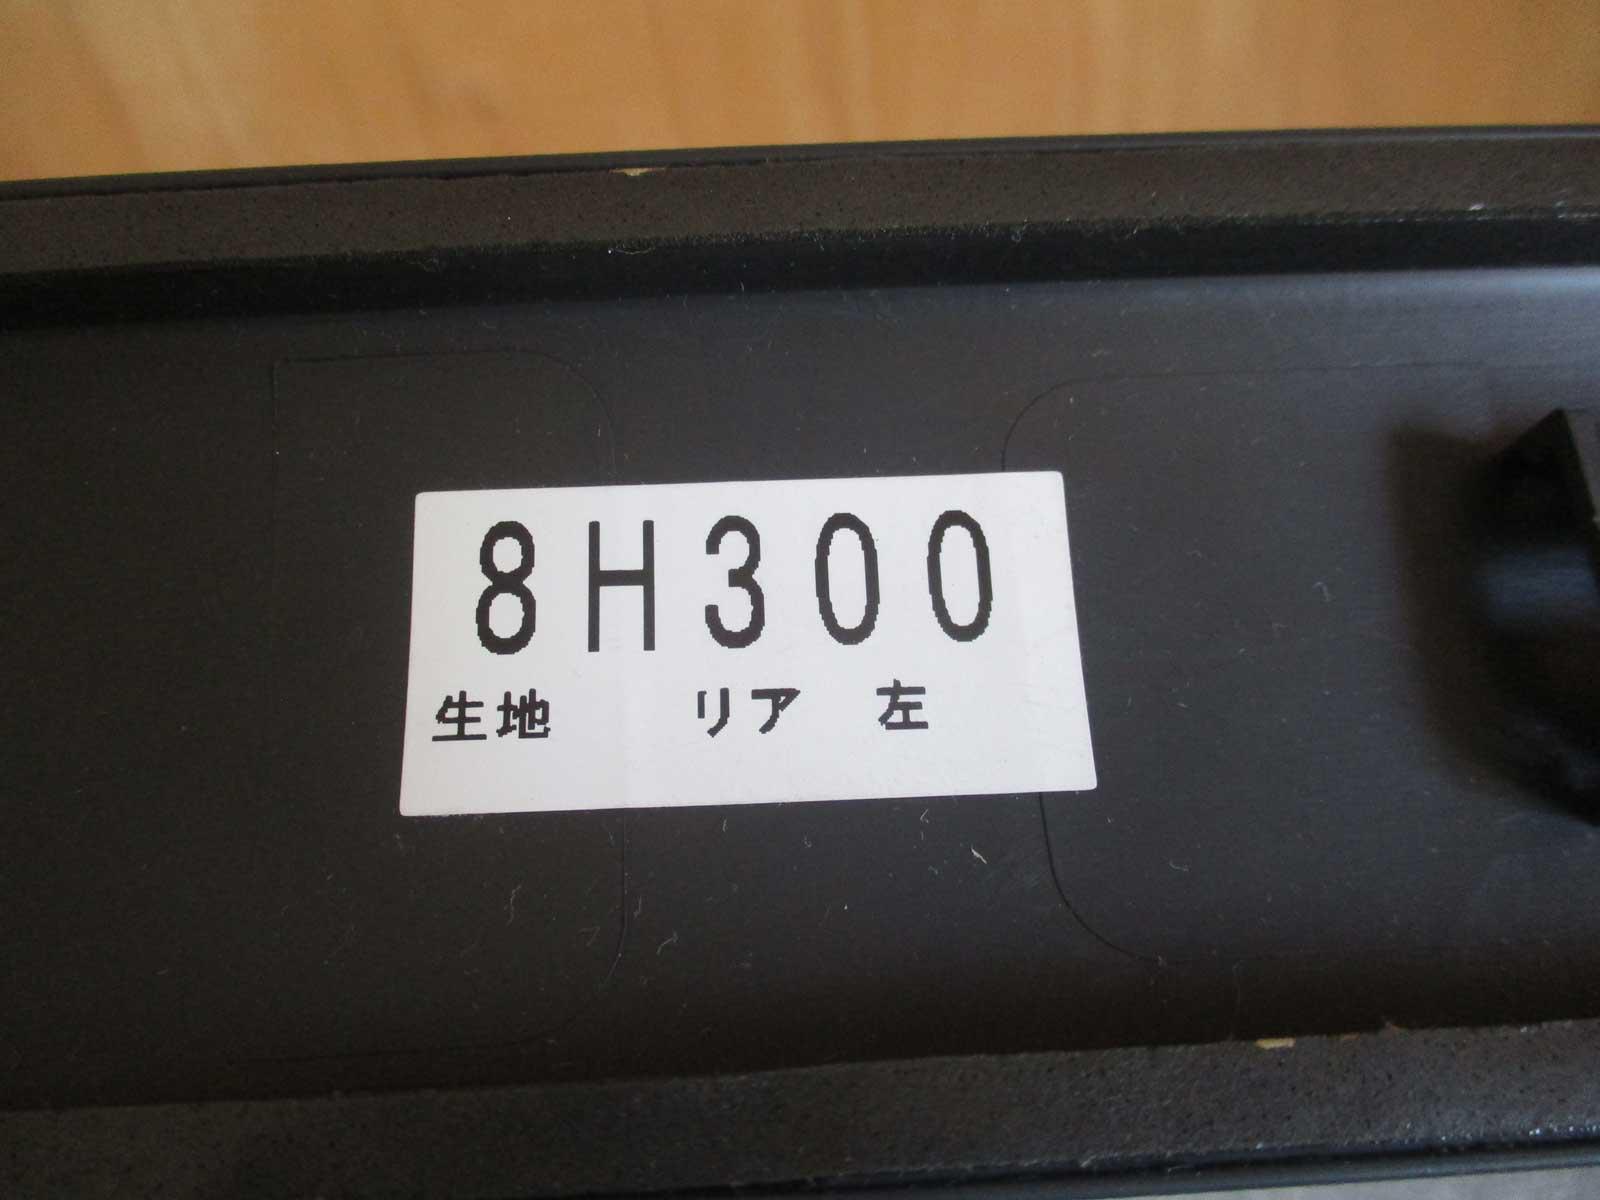 8H300
生地 リア 左